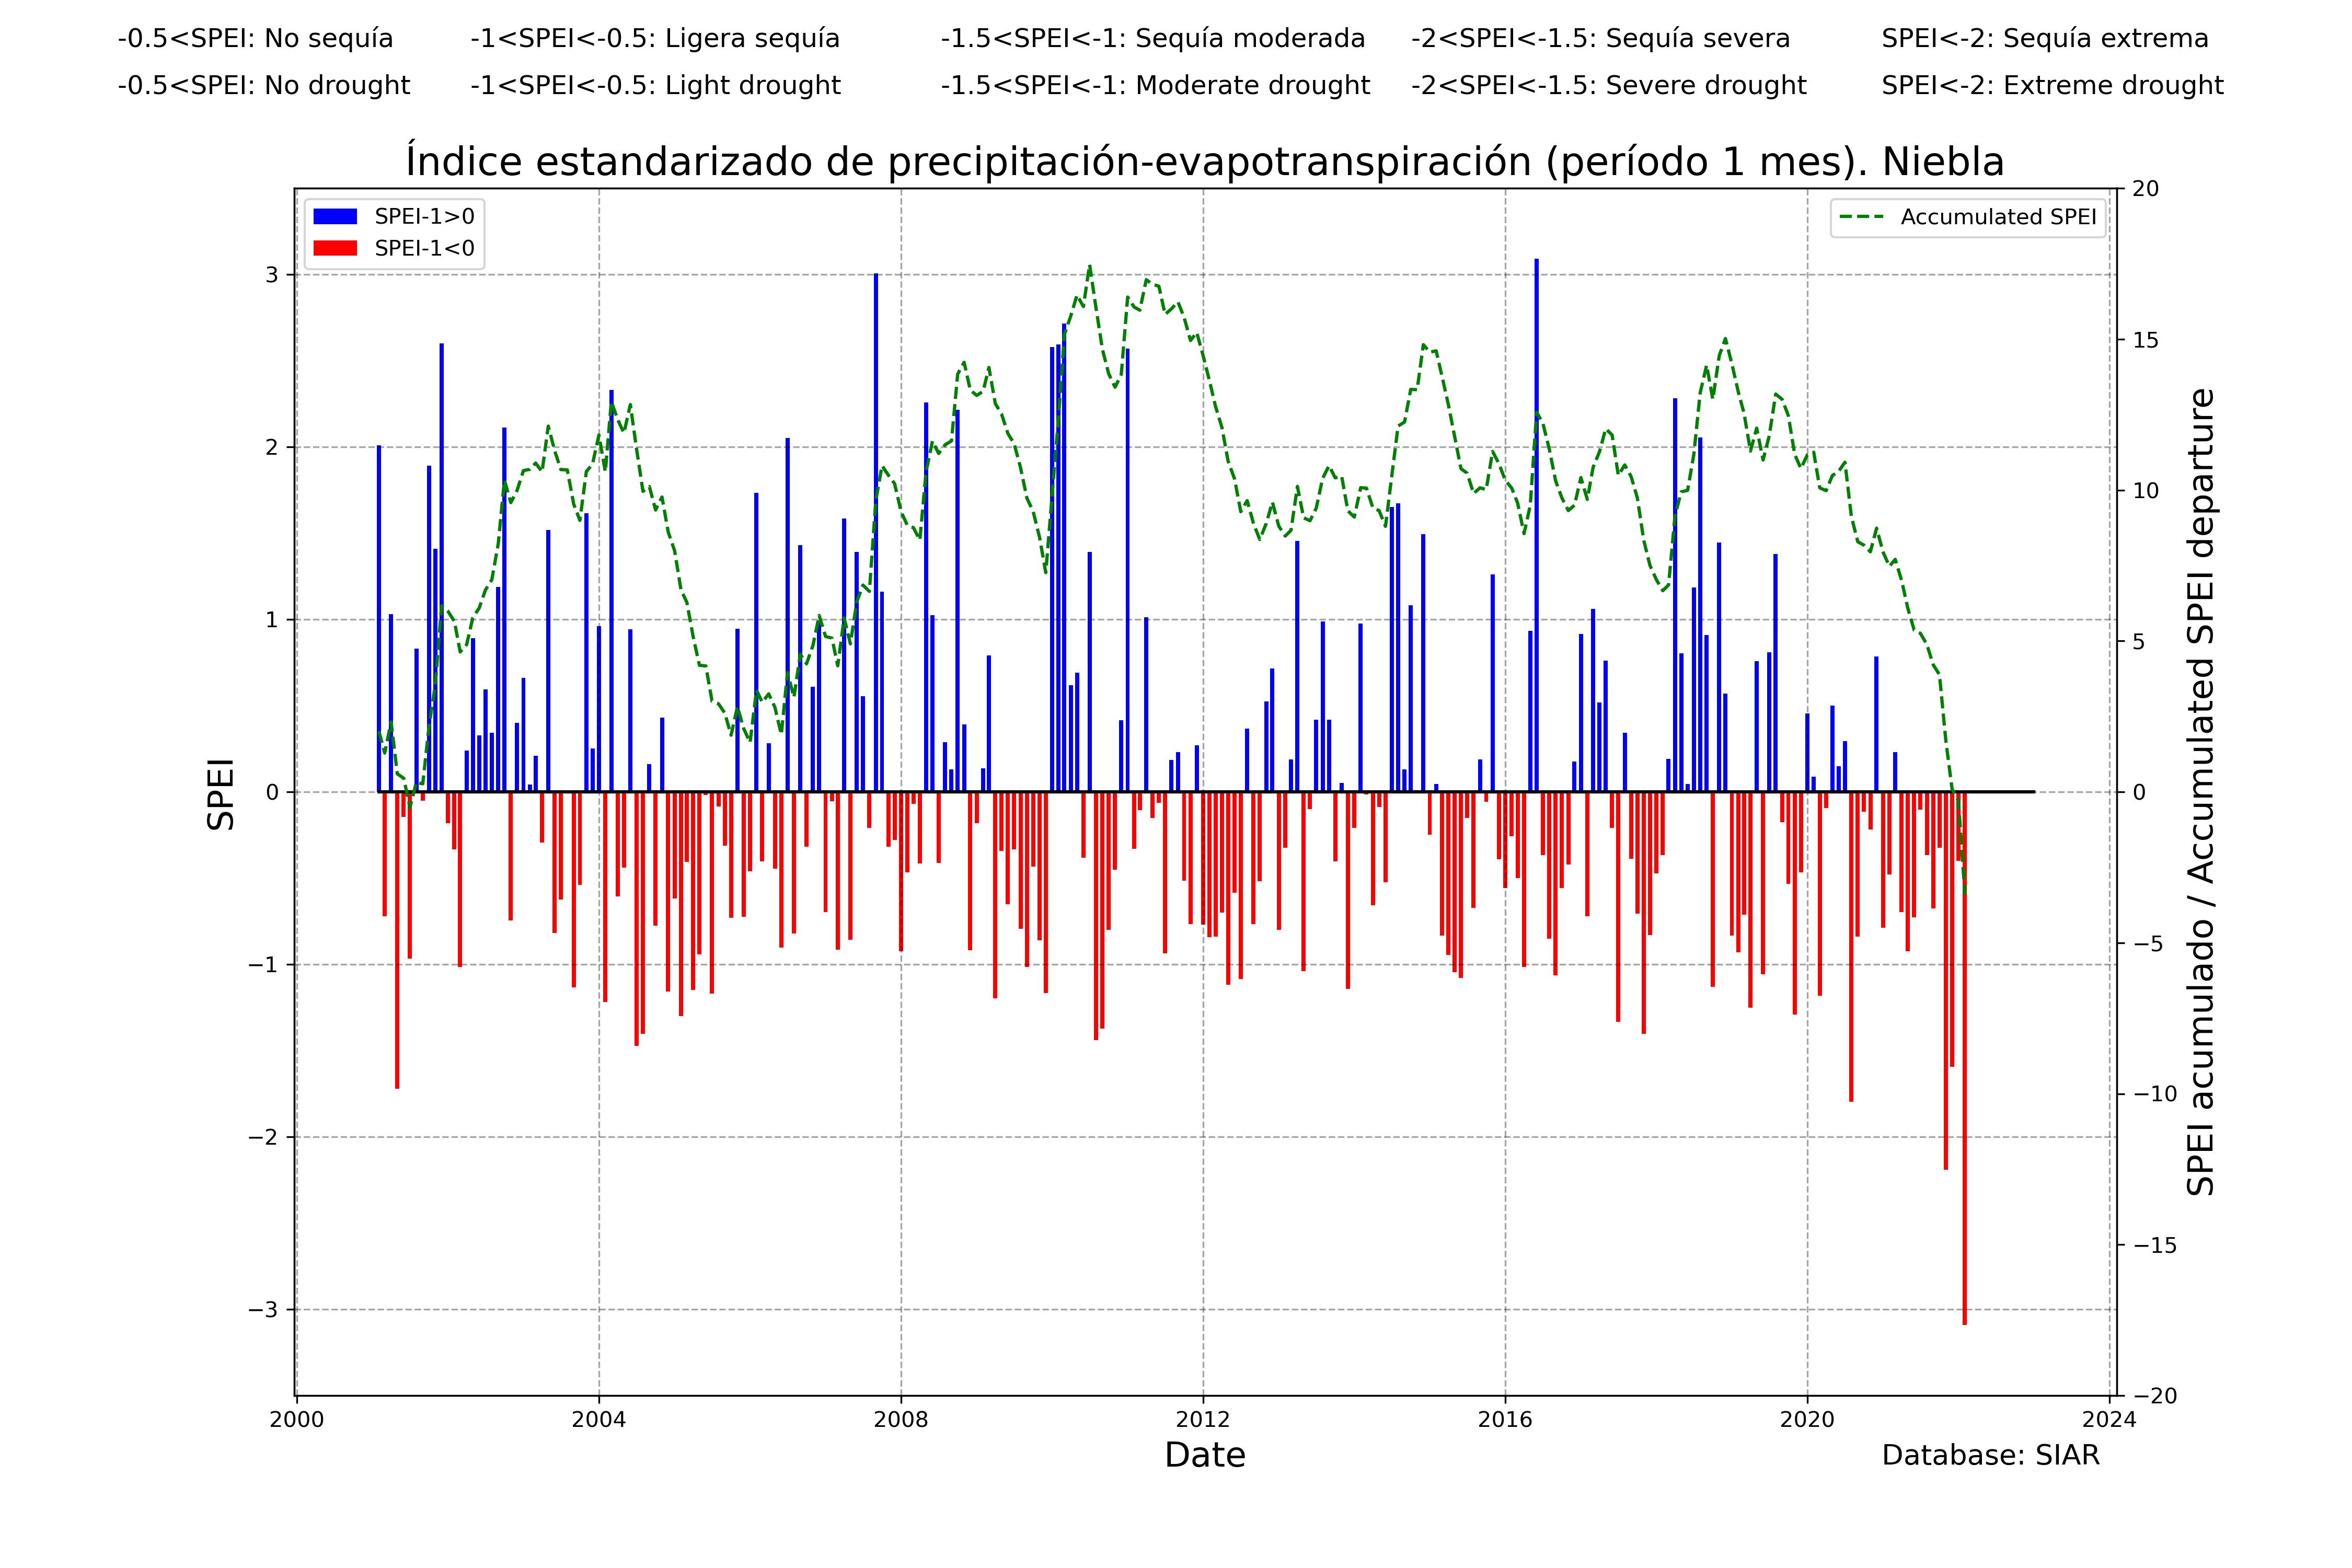 -0.5<SPEI: No sequía -1<SPEI<-0.5: Ligera sequía -1.5<SPEI<-1: Sequía moderada -2<SPEI<-1.5: Sequía severa SPEI<-2: Sequía extrema
-0.5<SPEI: No drought -1<SPEI<-0.5: Light drought -1.5<SPEI<-1: Moderate drought -2<SPEI<-1.5: Severe drought SPEI<-2: Extreme drought
Índice estandarizado de precipitación-evapotranspiración (período 1 mes). Niebla
SPEI-1>0
SPEI-1<0
Accumulated SPEI
SPEI
3
2
1
0
−1
−2
−3
20
15
10
5
0
−5
−10
−15
−20
SPEI acumulado / Accumulated SPEI departure
2000 2004 2008 2012 2016 2020 2024
Date
Database: SIAR